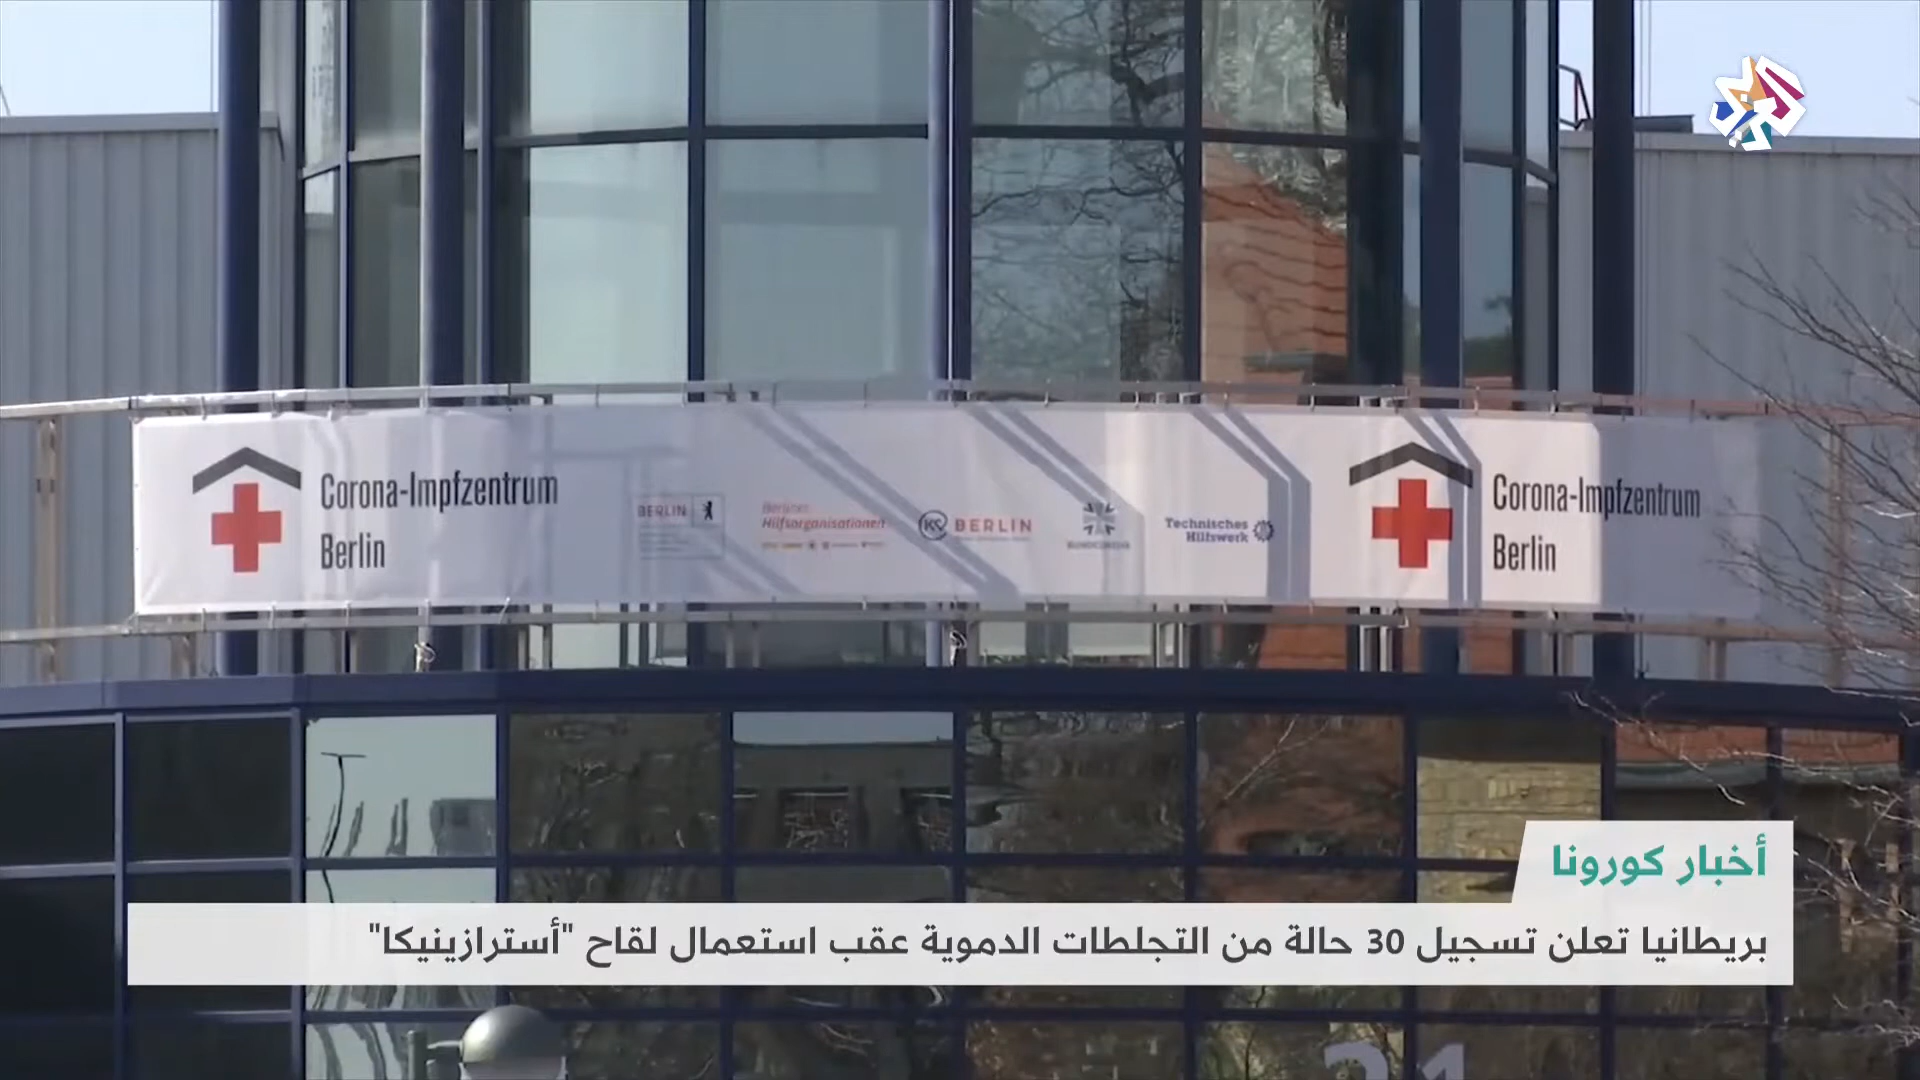 Corona-Impfzentrum
Berlin
BERLIN
Berliner
Hilfsorganisationen
BERLIN
Technisches
Hilfswerk
Corona-Impfzentrum
Berlin
أخبار كورونا
بريطانيا تعلن تسجيل 30 حالة من التجلطات الدموية عقب استعمال لقاح "أسترازينيكا"
21